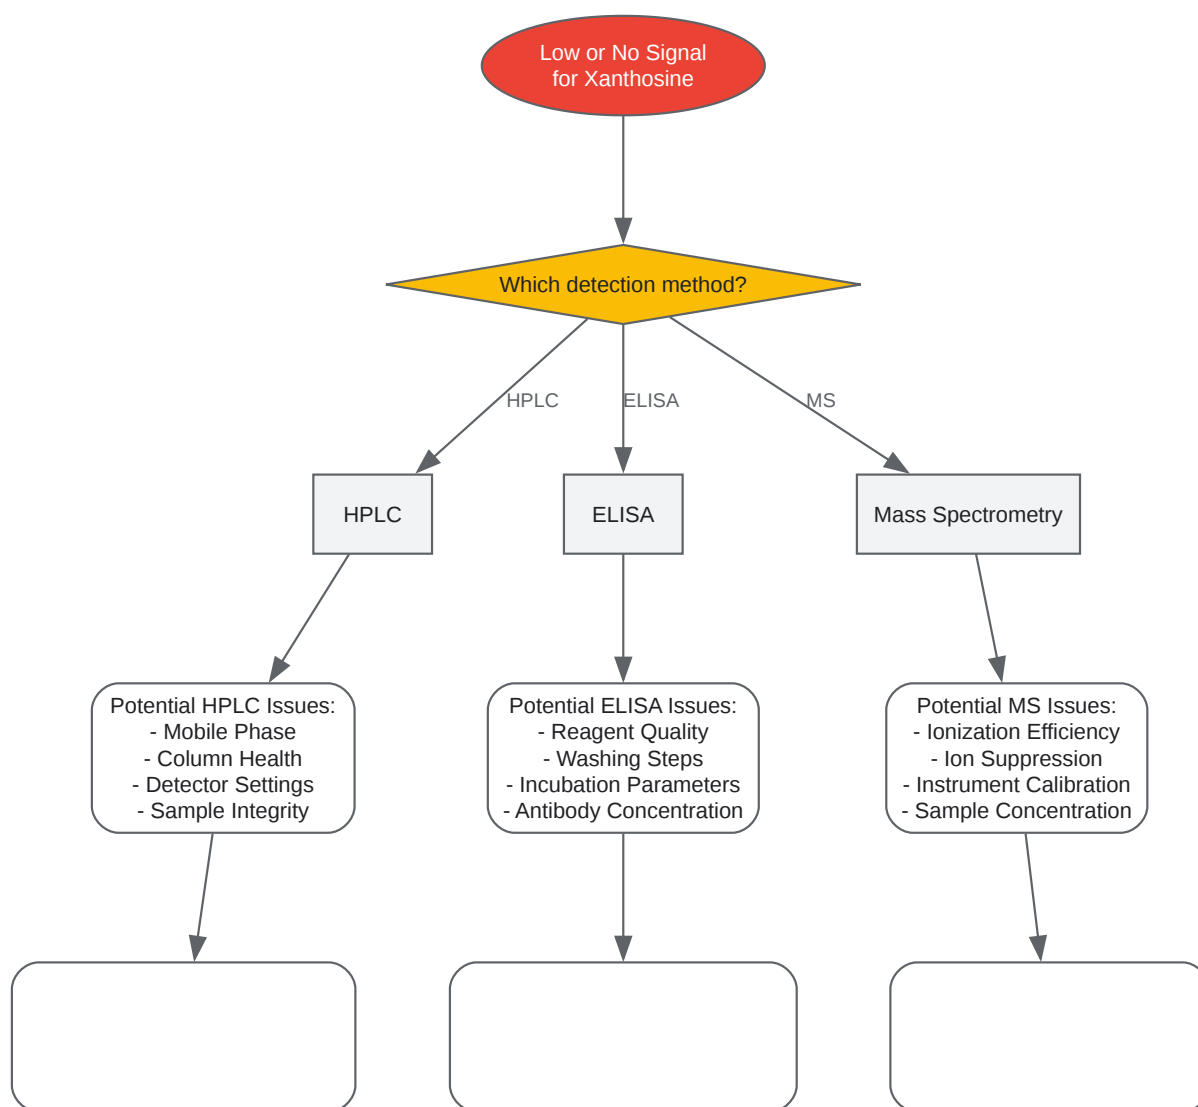 Low or No Signal
for Xanthosine
Which detection method?
HPLC
ELISA
MS
HPLC
ELISA
Mass Spectrometry
Potential HPLC Issues:
- Mobile Phase
- Column Health
- Detector Settings
- Sample Integrity
Potential ELISA Issues:
- Reagent Quality
- Washing Steps
- Incubation Parameters
- Antibody Concentration
Potential MS Issues:
- Ionization Efficiency
- Ion Suppression
- Instrument Calibration
- Sample Concentration